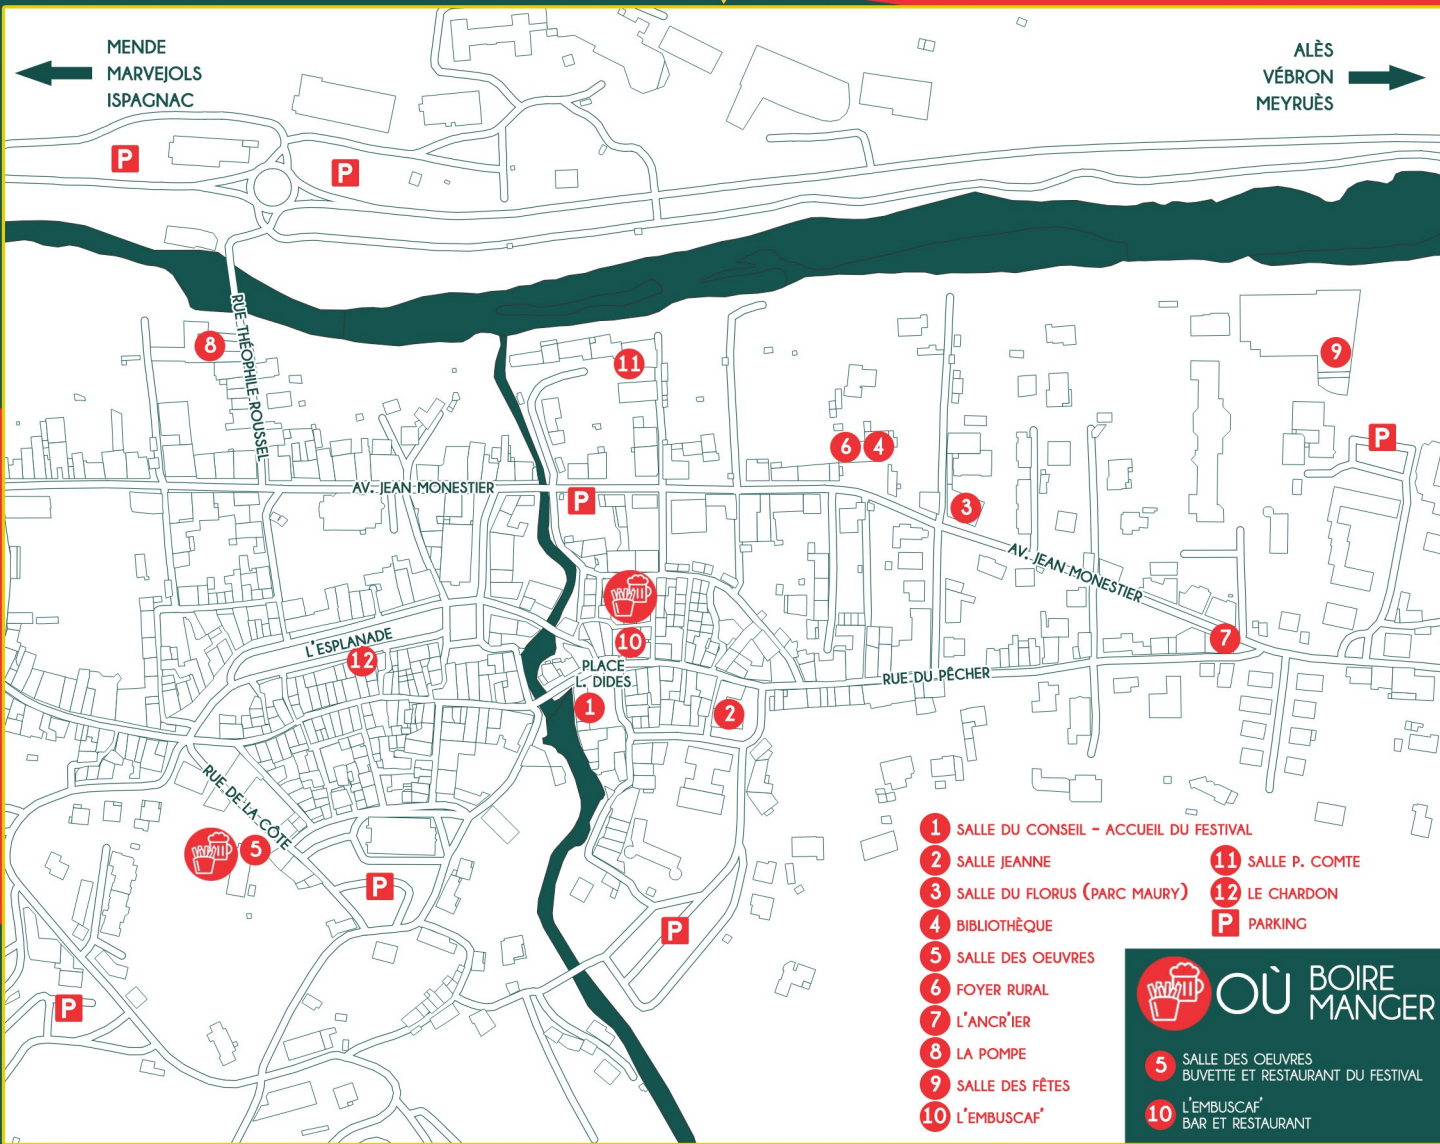 MENDE
MARVEJOLS
ISPAGNAC
ALÈS
VÉBRON
MEYRUÈS
P
P
RUE THÉOPHILE ROUSSEL
8
11
9
6
4
P
AV. JEAN MONESTIER
P
3
AV. JEAN MONESTIER
L'ESPLANADE
12
10
7
PLACE
L. DIDES
RUE DU PÊCHER
1
2
RUE DE LA CÔTE
5
P
P
P
1 SALLE DU CONSEIL - ACCUEIL DU FESTIVAL
2 SALLE JEANNE
3 SALLE DU FLORUS (PARC MAURY)
4 BIBLIOTHÈQUE
5 SALLE DES OEUVRES
6 FOYER RURAL
7 L'ANCR'IER
8 LA POMPE
9 SALLE DES FÊTES
10 L'EMBUSCAF'
11 SALLE P. COMTE
12 LE CHARDON
P PARKING
OÙ BOIRE
MANGER
5 SALLE DES OEUVRES
BUVETTE ET RESTAURANT DU FESTIVAL
10 L'EMBUSCAF'
BAR ET RESTAURANT